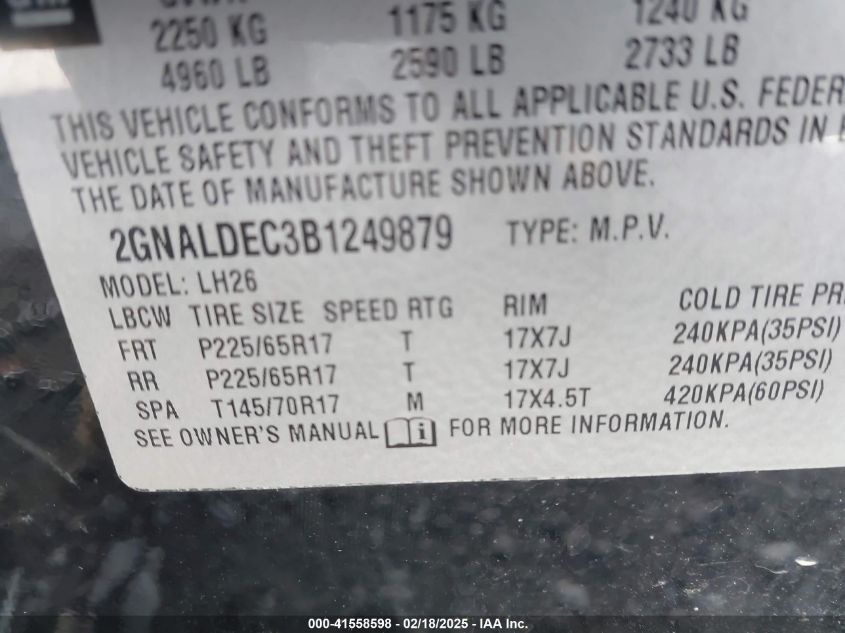 2250 KG 1175 KG 1240 KG
4960 LB 2590 LB 2733 LB
THIS VEHICLE CONFORMS TO ALL APPLICABLE U.S. FEDER
VEHICLE SAFETY AND THEFT PREVENTION STANDARDS IN
THE DATE OF MANUFACTURE SHOWN ABOVE.
2GNALDEC3B1249879 TYPE: M.P.V.
MODEL: LH26
LBCW TIRE SIZE SPEED RTG RIM COLD TIRE PR
FRT P225/65R17 T 17X7J 240KPA(35PSI)
RR P225/65R17 T 17X7J 240KPA(35PSI)
SPA T145/70R17 M 17X4.5T 420KPA(60PSI)
SEE OWNER'S MANUAL i FOR MORE INFORMATION.
000-41558598 - 02/18/2025 - IAA Inc.